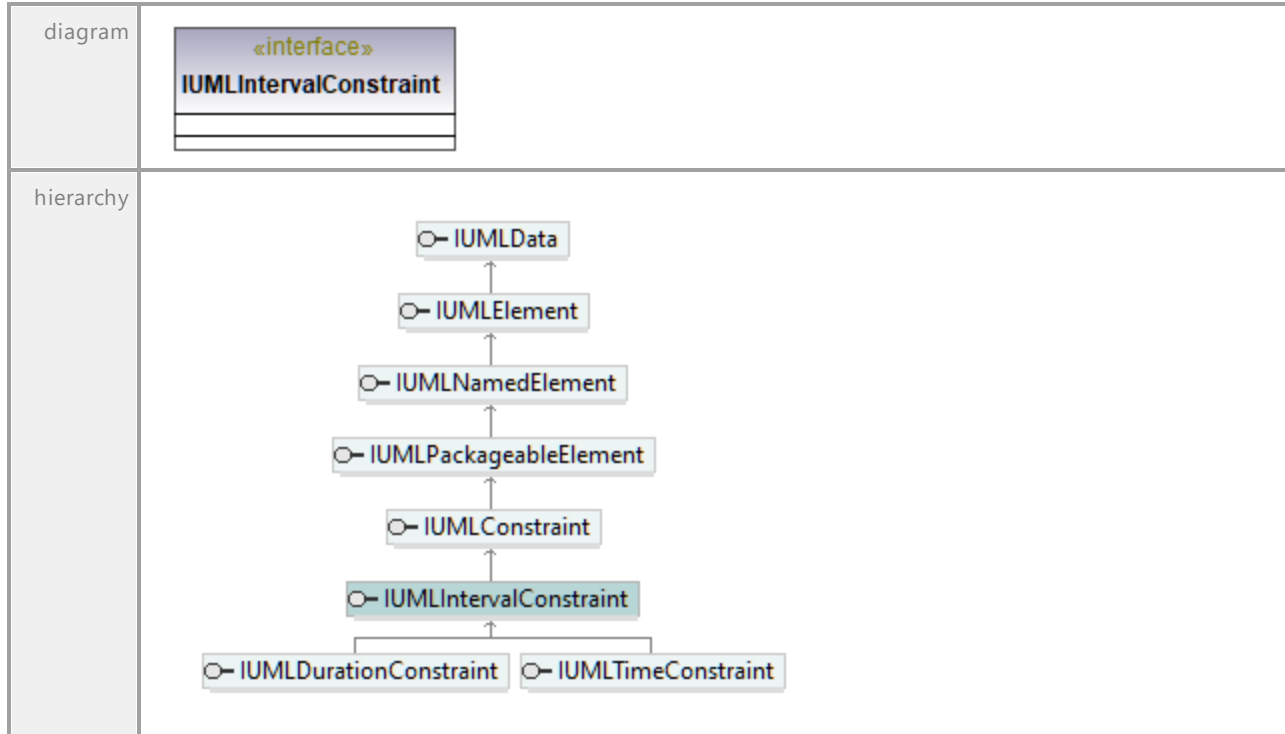 diagram
«interface»
IUMLIntervalConstraint
hierarchy
IUMLData
IUMLElement
IUMLNamedElement
IUMLPackageableElement
IUMLConstraint
IUMLIntervalConstraint
IUMLDurationConstraint IUMLTimeConstraint